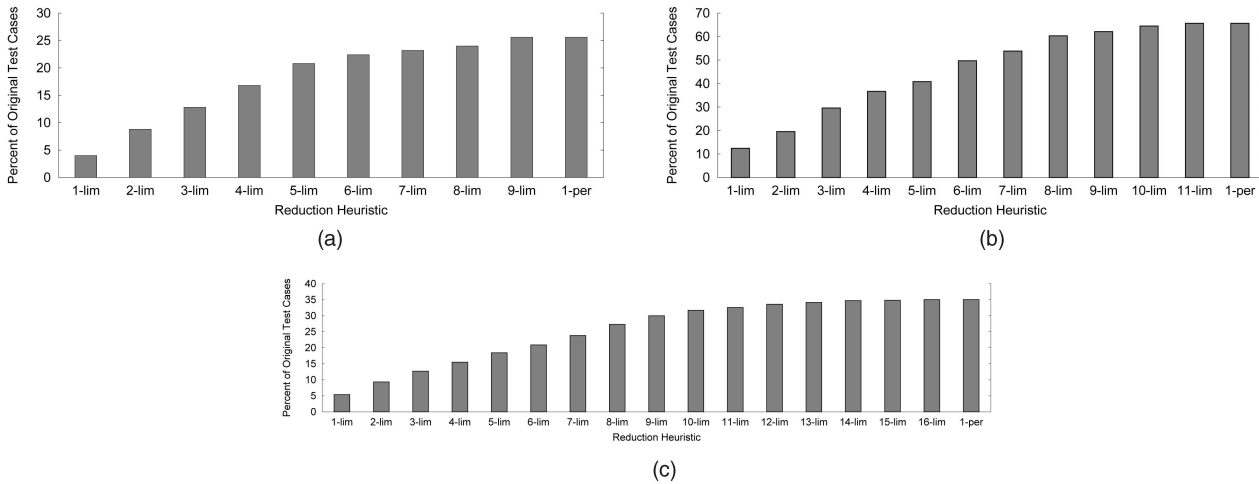 Percent of Original Test Cases
30
25
20
15
10
5
0
1-lim 2-lim 3-lim 4-lim 5-lim 6-lim 7-lim 8-lim 9-lim 1-per
Reduction Heuristic
(a)
Percent of Original Test Cases
70
60
50
40
30
20
10
0
1-lim 2-lim 3-lim 4-lim 5-lim 6-lim 7-lim 8-lim 9-lim 10-lim 11-lim 1-per
Reduction Heuristic
(b)
Percent of Original Test Cases
40
35
30
25
20
15
10
5
0
1-lim 2-lim 3-lim 4-lim 5-lim 6-lim 7-lim 8-lim 9-lim 10-lim 11-lim 12-lim 13-lim 14-lim 15-lim 16-lim 1-per
Reduction Heuristic
(c)